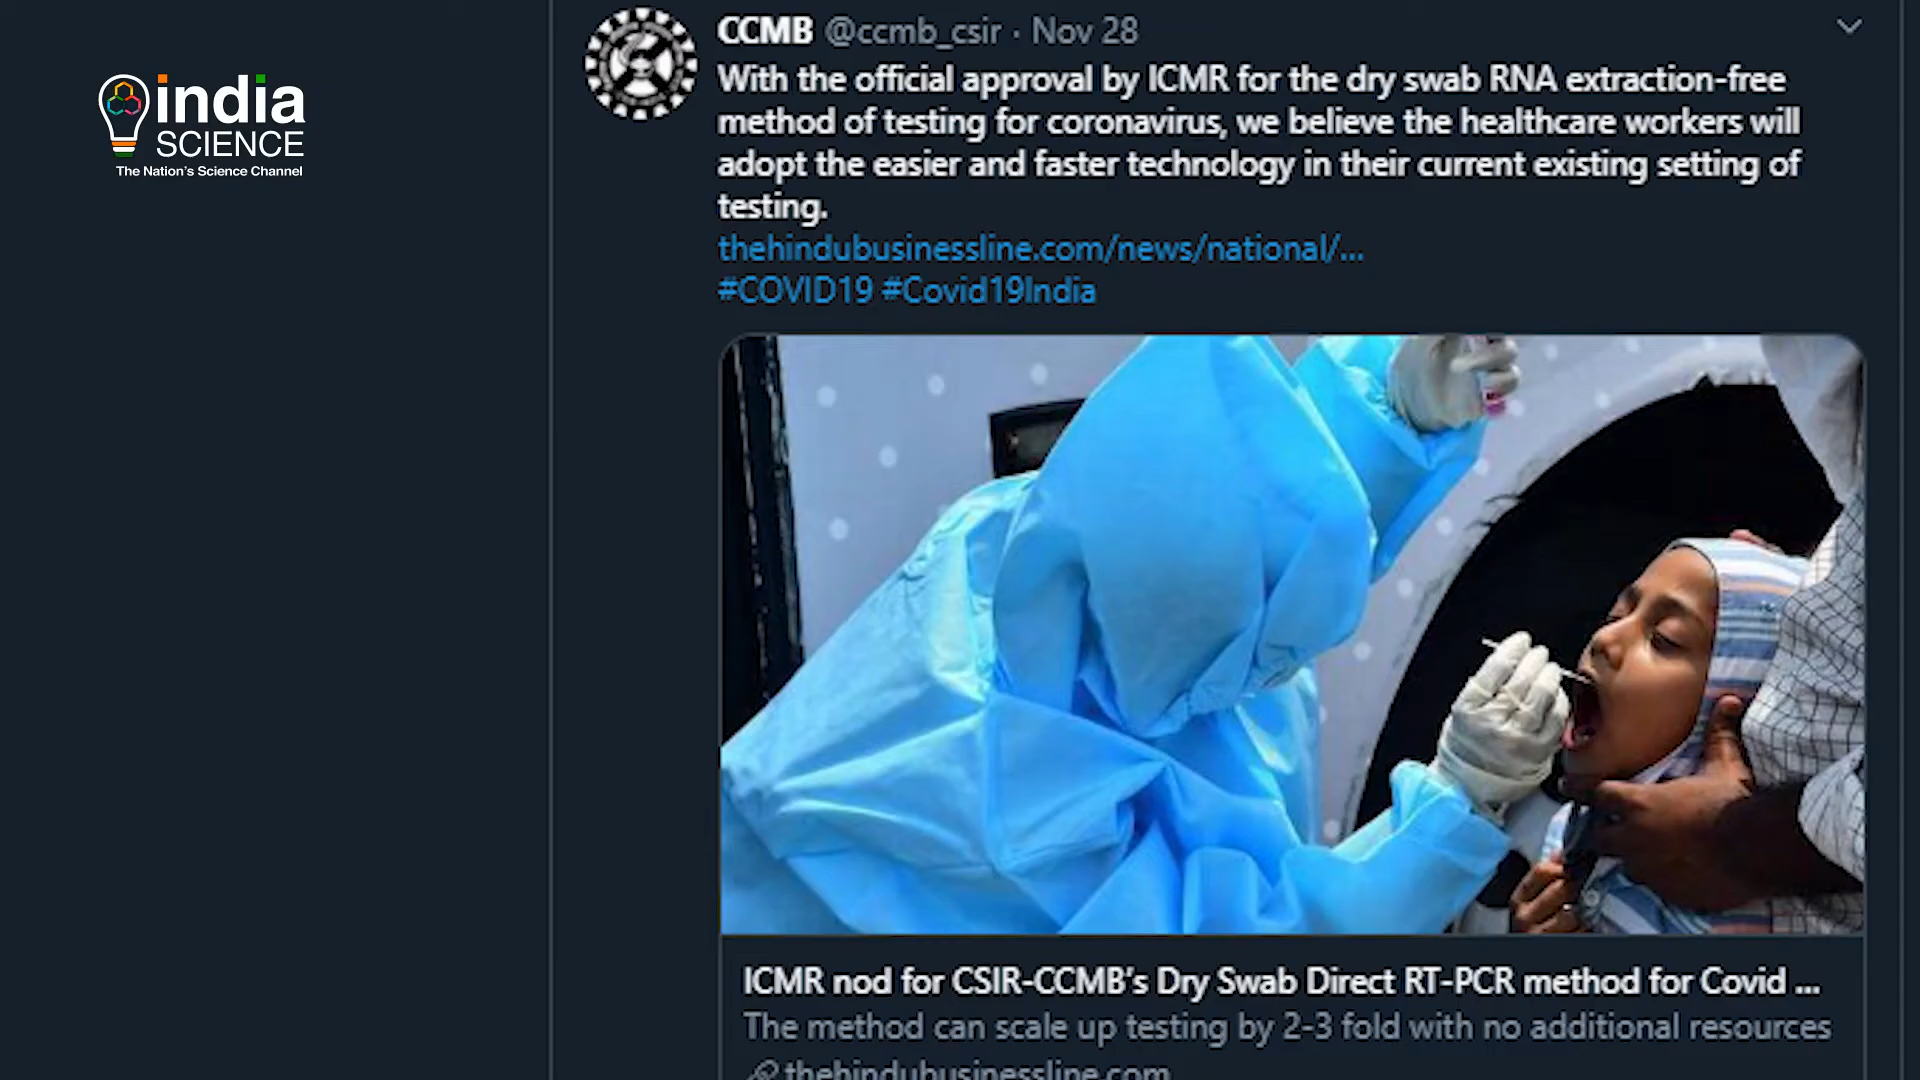 india
SCIENCE
The Nation's Science Channel
CCMB @ccmb_csir · Nov 28
With the official approval by ICMR for the dry swab RNA extraction-free
method of testing for coronavirus, we believe the healthcare workers will
adopt the easier and faster technology in their current existing setting of
testing.
thehindubusinessline.com/news/national/...
#COVID19 #Covid19India
ICMR nod for CSIR-CCMB's Dry Swab Direct RT-PCR method for Covid ...
The method can scale up testing by 2-3 fold with no additional resources
thehindubusinessline.com